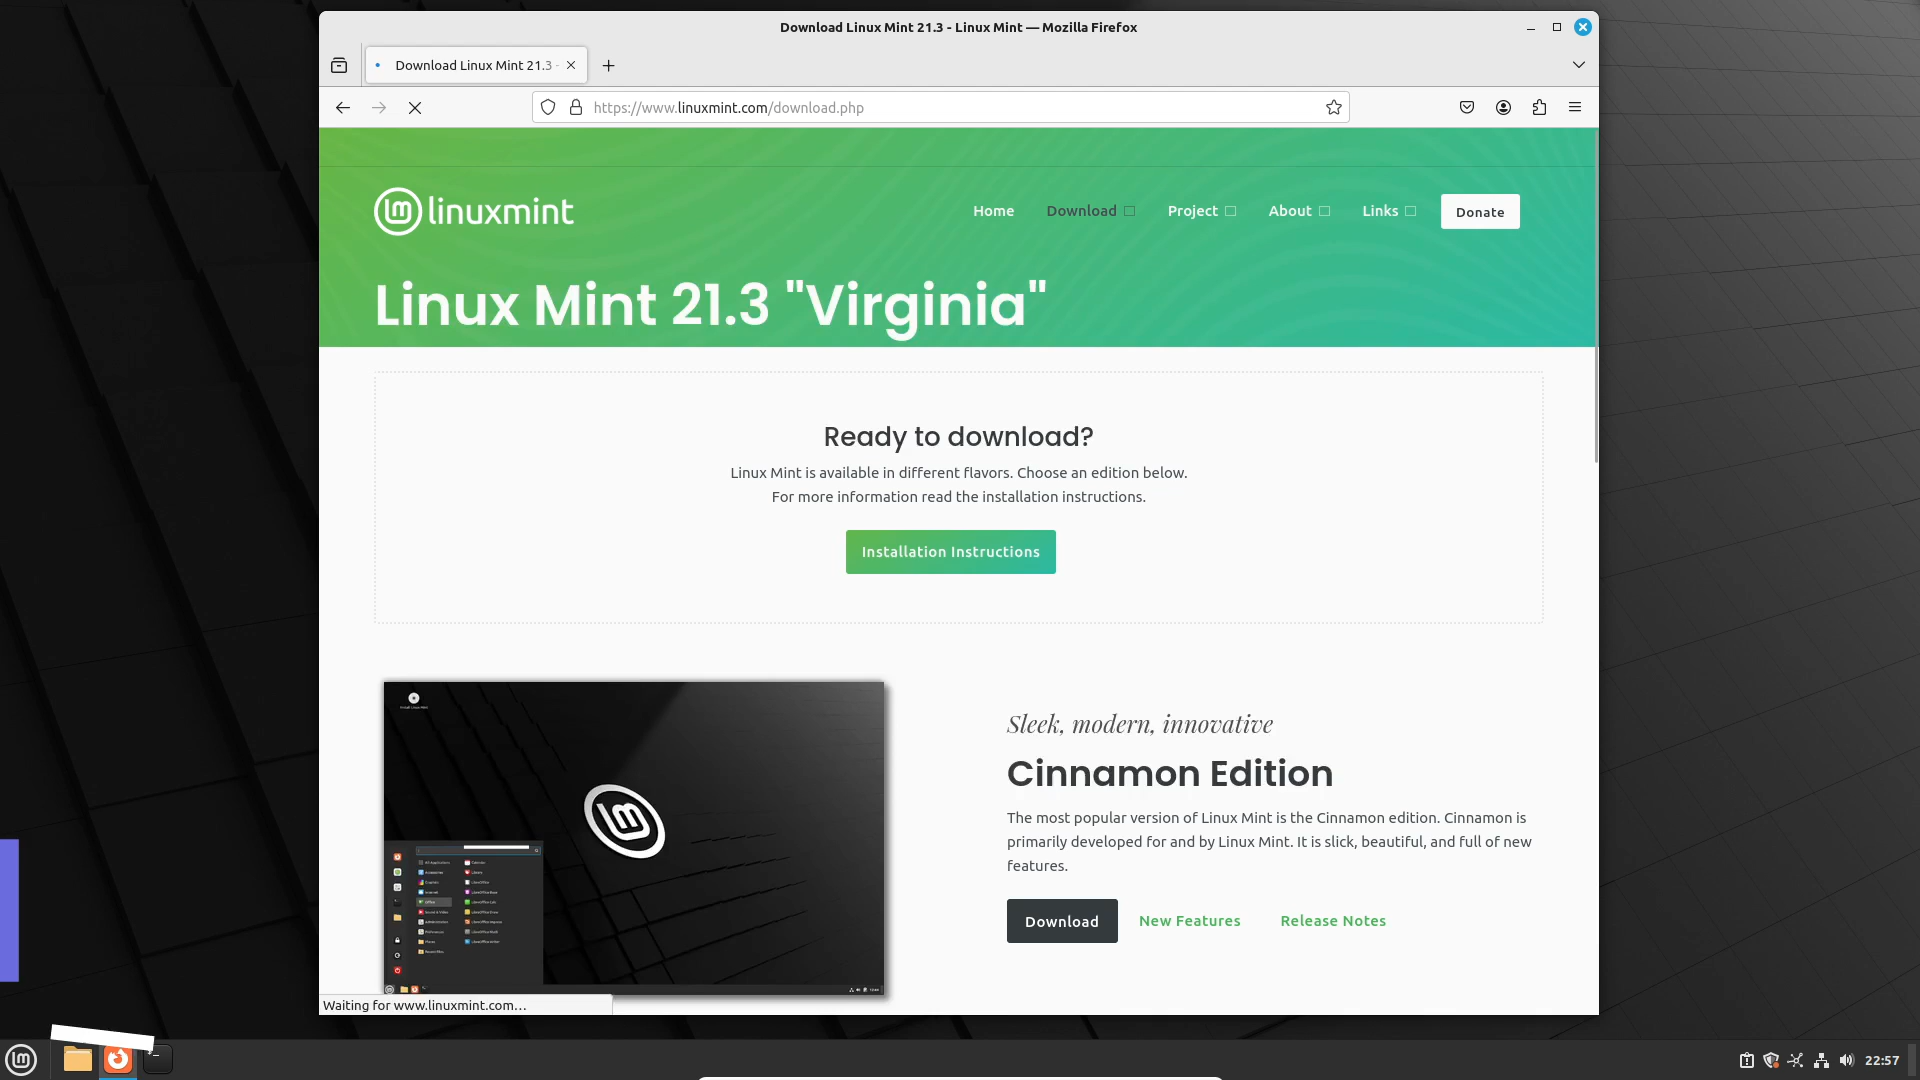 Download Linux Mint 21.3 - Linux Mint — Mozilla Firefox
Download Linux Mint 21.3 -
https://www.linuxmint.com/download.php
linuxmint
Home Download Project About Links Donate
Linux Mint 21.3 "Virginia"
Ready to download?
Linux Mint is available in different flavors. Choose an edition below.
For more information read the installation instructions.
Installation Instructions
Sleek, modern, innovative
Cinnamon Edition
The most popular version of Linux Mint is the Cinnamon edition. Cinnamon is
primarily developed for and by Linux Mint. It is slick, beautiful, and full of new
features.
Download New Features Release Notes
Waiting for www.linuxmint.com…
22:57